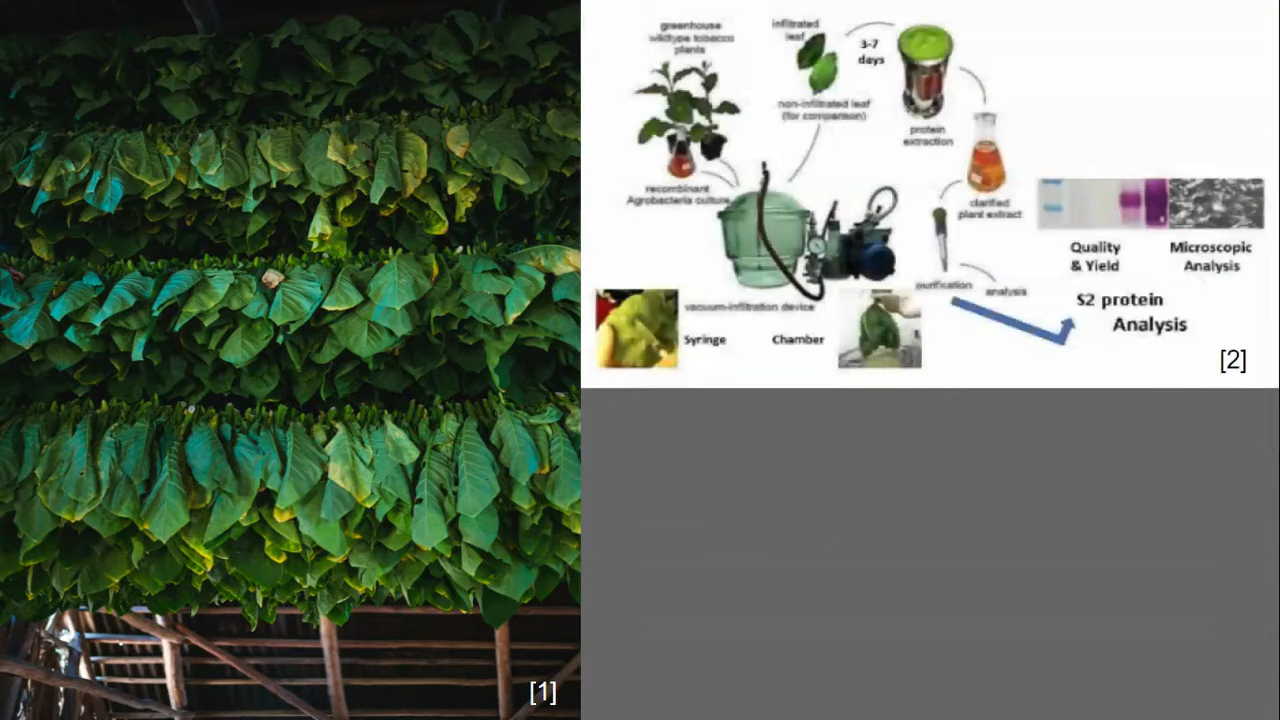 greenhouse
wildtype tobacco
plants
infiltrated
leaf
3-7
days
non-infiltrated leaf
(for comparison)
protein
extraction
recombinant
Agrobacteria culture
clarified
plant extract
Quality
& Yield
Microscopic
Analysis
purification
analysis
vacuum-infiltration device
Syringe
Chamber
S2 protein
Analysis
[2]
[1]